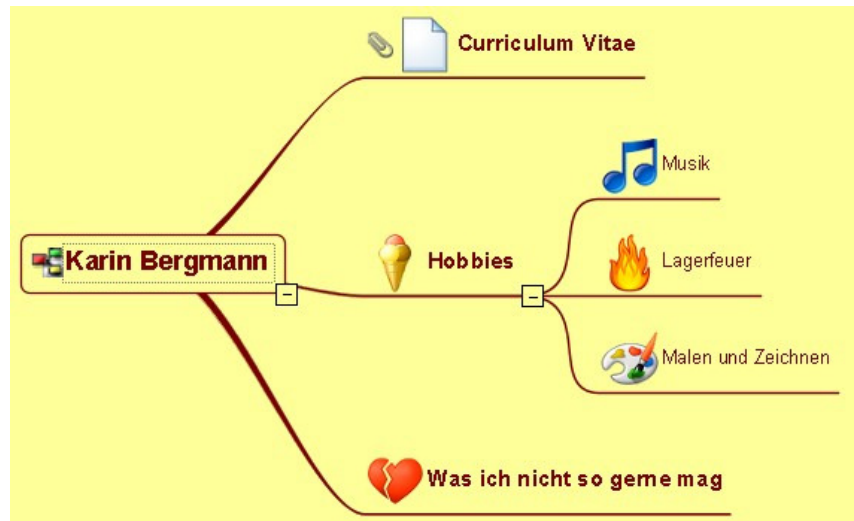 Curriculum Vitae
Musik
Karin Bergmann
Hobbies
Lagerfeuer
Malen und Zeichnen
Was ich nicht so gerne mag